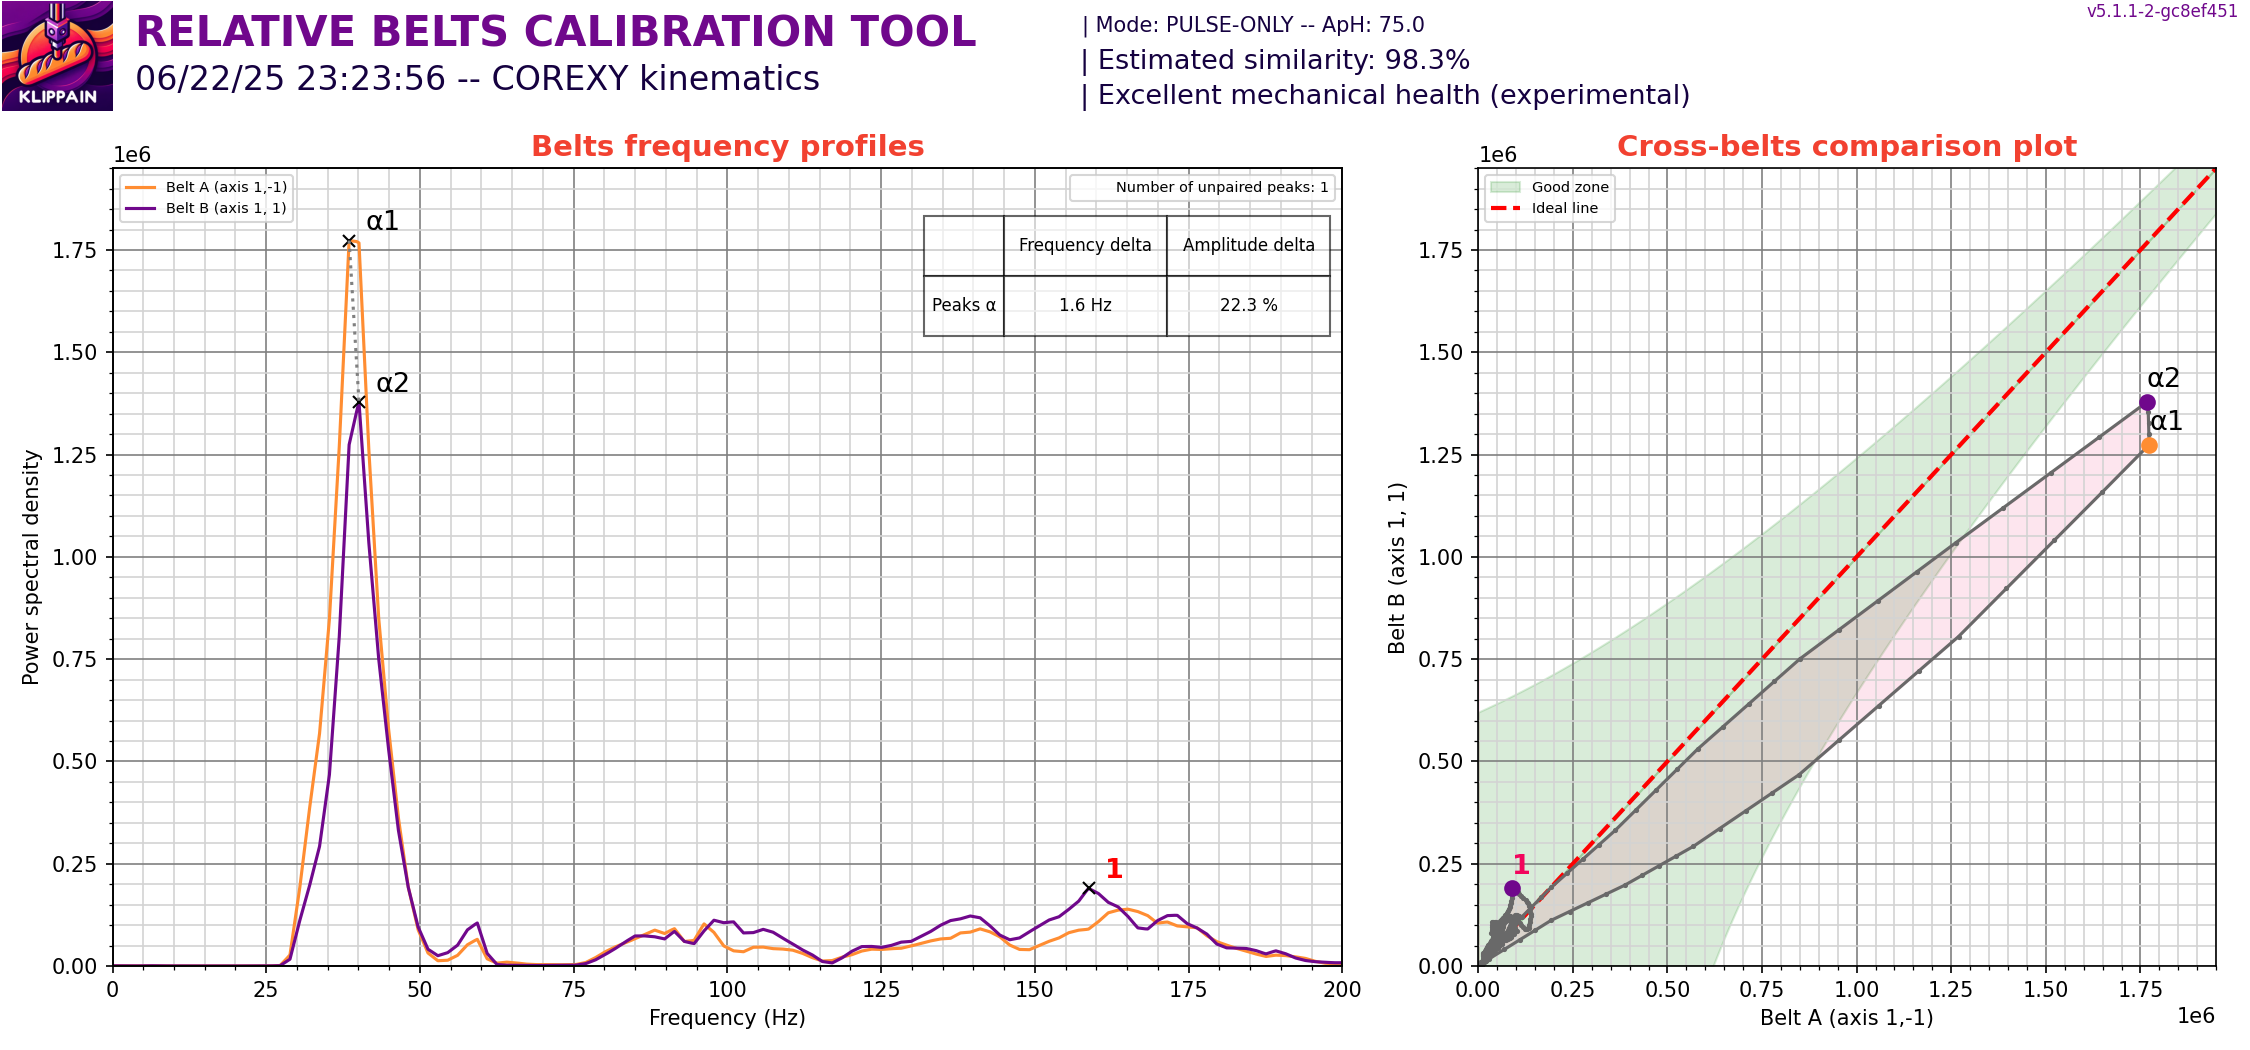 KLIPPAIN
RELATIVE BELTS CALIBRATION TOOL
06/22/25 23:23:56 -- COREXY kinematics
| Mode: PULSE-ONLY -- ApH: 75.0
| Estimated similarity: 98.3%
| Excellent mechanical health (experimental)
v5.1.1-2-gc8ef451
Belts frequency profiles
1e6
Belt A (axis 1,-1)
Belt B (axis 1, 1)
Number of unpaired peaks: 1
Frequency delta Amplitude delta
Peaks α 1.6 Hz 22.3 %
α1
α2
1
1.75
1.50
1.25
1.00
0.75
0.50
0.25
0.00
Power spectral density
0 25 50 75 100 125 150 175 200
Frequency (Hz)
Cross-belts comparison plot
1e6
Good zone
Ideal line
α2
α1
1
1.75
1.50
1.25
1.00
0.75
0.50
0.25
0.00
Belt B (axis 1, 1)
0.00 0.25 0.50 0.75 1.00 1.25 1.50 1.75
Belt A (axis 1,-1)
1e6